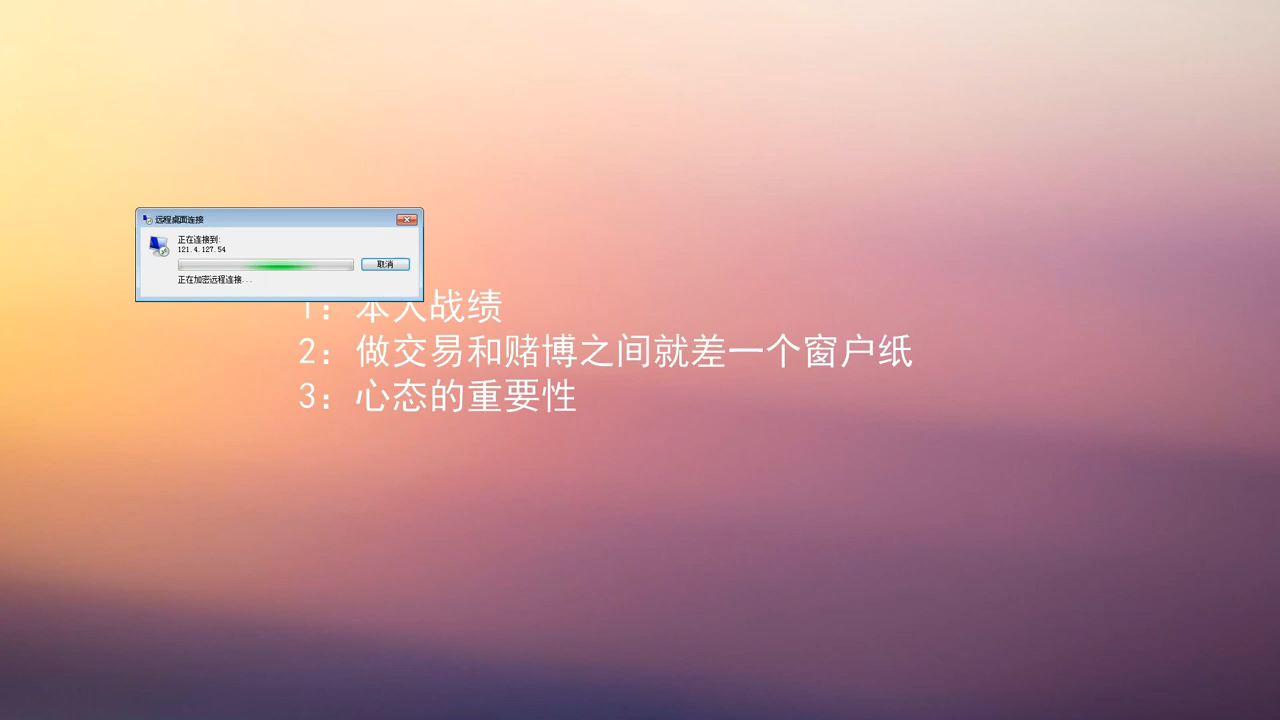 远程桌面连接
正在连接到:
121.4.127.54
取消
正在加密远程连接...
1：本人战绩
2：做交易和赌博之间就差一个窗户纸
3：心态的重要性